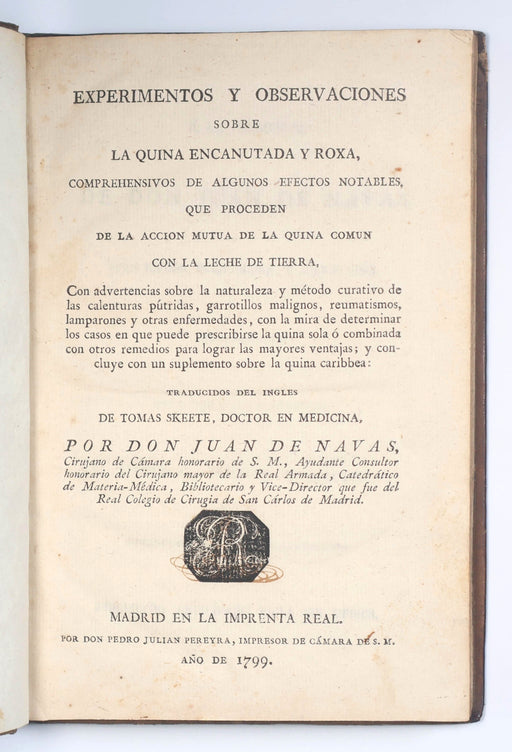 EXPERIMENTOS Y OBSERVACIONES
SOBRE
LA QUINA ENCANUTADA Y ROXA,
COMPREHENSIVOS DE ALGUNOS EFECTOS NOTABLES,
QUE PROCEDEN
DE LA ACCION MUTUA DE LA QUINA COMUN
CON LA LECHE DE TIERRA,
Con advertencias sobre la naturaleza y método curativo de
las calenturas pútridas, garrotillos malignos, reumatismos,
lamparones y otras enfermedades, con la mira de determinar
los casos en que puede prescribirse la quina sola ó combinada
con otros remedios para lograr las mayores ventajas; y con-
cluye con un suplemento sobre la quina caribbea:
TRADUCIDOS DEL INGLES
DE TOMAS SKEETE, DOCTOR EN MEDICINA,
POR DON JUAN DE NAVAS,
Cirujano de Cámara honorario de S. M., Ayudante Consultor
honorario del Cirujano mayor de la Real Armada, Catedrático
de Materia-Médica, Bibliotecario y Vice-Director que fue del
Real Colegio de Cirugia de San Cárlos de Madrid.
MADRID EN LA IMPRENTA REAL.
POR DON PEDRO JULIAN PEREYRA, IMPRESOR DE CÁMARA DE S. M.
AÑO DE 1799.